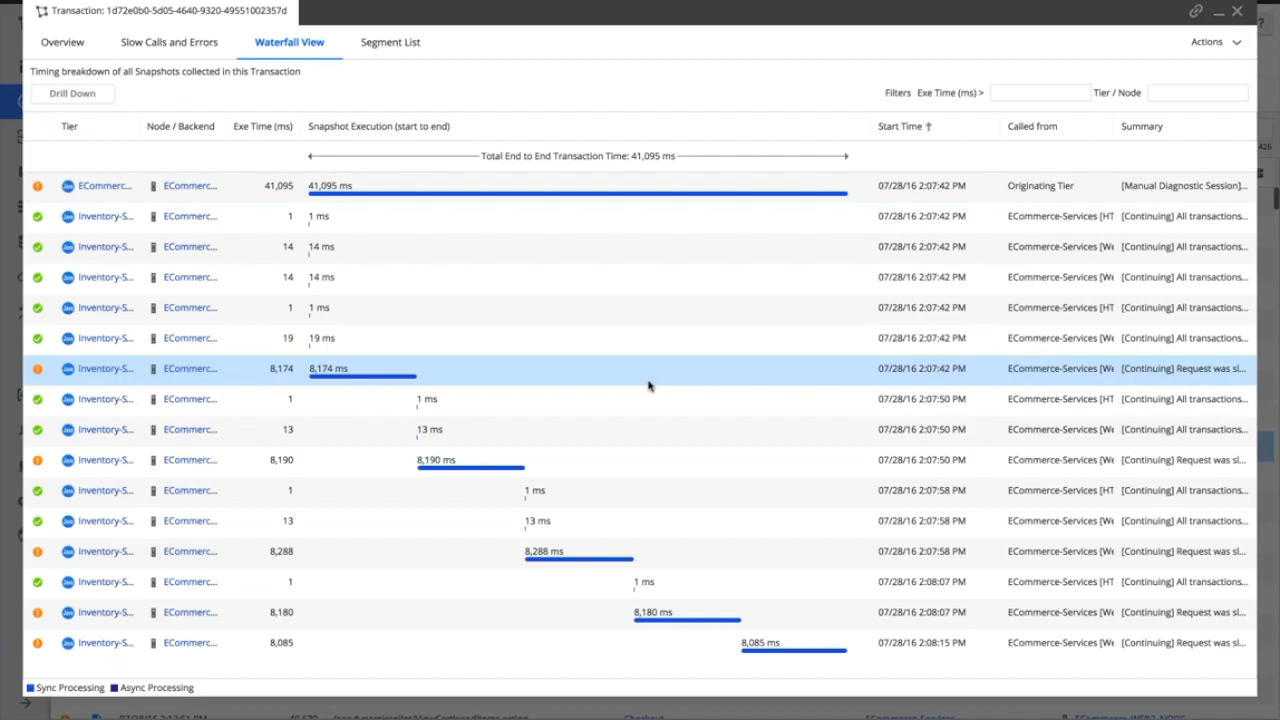 Transaction: 1d72e0b0-5d05-4640-9320-49551002357d
Overview Slow Calls and Errors Waterfall View Segment List Actions
Timing breakdown of all Snapshots collected in this Transaction
Drill Down Filters Exe Time (ms) > Tier / Node
Tier Node / Backend Exe Time (ms) Snapshot Execution (start to end) Start Time Called from Summary
Total End to End Transaction Time: 41,095 ms
ECommerc... ECommerc... 41,095 41,095 ms 07/28/16 2:07:42 PM Originating Tier [Manual Diagnostic Session]...
Inventory-S... ECommerc... 1 1 ms 07/28/16 2:07:42 PM ECommerce-Services [HT [Continuing] All transactions...
Inventory-S... ECommerc... 14 14 ms 07/28/16 2:07:42 PM ECommerce-Services [We [Continuing] All transactions...
Inventory-S... ECommerc... 14 14 ms 07/28/16 2:07:42 PM ECommerce-Services [We [Continuing] All transactions...
Inventory-S... ECommerc... 1 1 ms 07/28/16 2:07:42 PM ECommerce-Services [HT [Continuing] All transactions...
Inventory-S... ECommerc... 19 19 ms 07/28/16 2:07:42 PM ECommerce-Services [We [Continuing] All transactions...
Inventory-S... ECommerc... 8,174 8,174 ms 07/28/16 2:07:42 PM ECommerce-Services [We [Continuing] Request was sl...
Inventory-S... ECommerc... 1 1 ms 07/28/16 2:07:50 PM ECommerce-Services [HT [Continuing] All transactions...
Inventory-S... ECommerc... 13 13 ms 07/28/16 2:07:50 PM ECommerce-Services [We [Continuing] All transactions...
Inventory-S... ECommerc... 8,190 8,190 ms 07/28/16 2:07:50 PM ECommerce-Services [We [Continuing] Request was sl...
Inventory-S... ECommerc... 1 1 ms 07/28/16 2:07:58 PM ECommerce-Services [HT [Continuing] All transactions...
Inventory-S... ECommerc... 13 13 ms 07/28/16 2:07:58 PM ECommerce-Services [We [Continuing] All transactions...
Inventory-S... ECommerc... 8,288 8,288 ms 07/28/16 2:07:58 PM ECommerce-Services [We [Continuing] Request was sl...
Inventory-S... ECommerc... 1 1 ms 07/28/16 2:08:07 PM ECommerce-Services [HT [Continuing] All transactions...
Inventory-S... ECommerc... 8,180 8,180 ms 07/28/16 2:08:07 PM ECommerce-Services [We [Continuing] Request was sl...
Inventory-S... ECommerc... 8,085 8,085 ms 07/28/16 2:08:15 PM ECommerce-Services [We [Continuing] Request was sl...
Sync Processing Async Processing